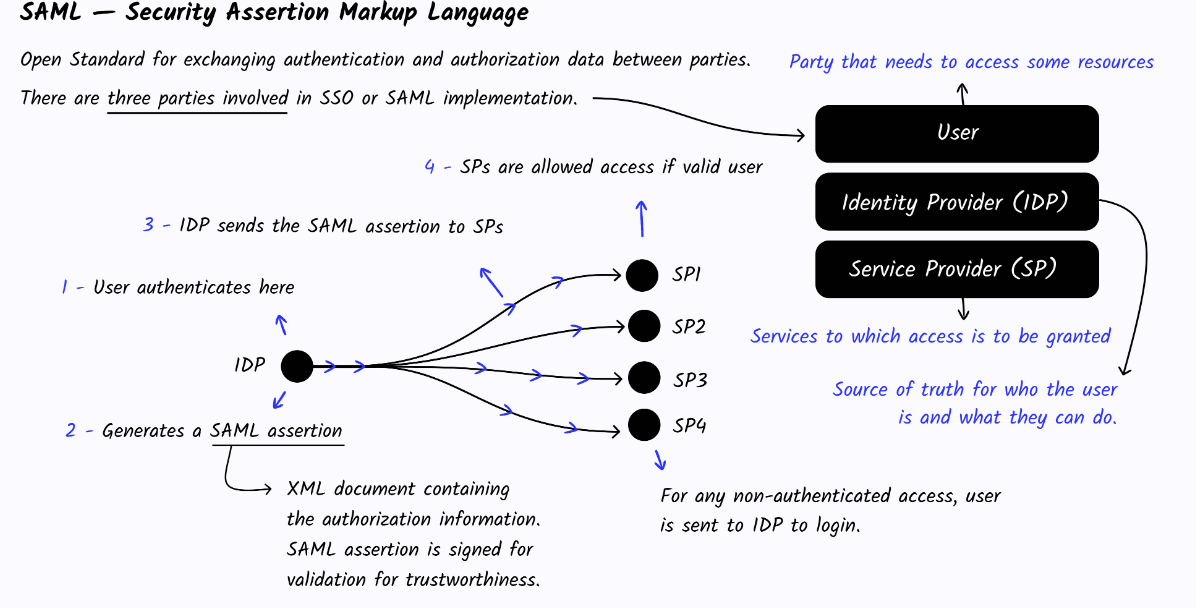 SAML — Security Assertion Markup Language
Open Standard for exchanging authentication and authorization data between parties.
There are three parties involved in SSO or SAML implementation.
Party that needs to access some resources
User
Identity Provider (IDP)
Service Provider (SP)
Services to which access is to be granted
Source of truth for who the user
is and what they can do.
4 - SPs are allowed access if valid user
3 - IDP sends the SAML assertion to SPs
1 - User authenticates here
IDP
SP1
SP2
SP3
SP4
2 - Generates a SAML assertion
XML document containing
the authorization information.
SAML assertion is signed for
validation for trustworthiness.
For any non-authenticated access, user
is sent to IDP to login.